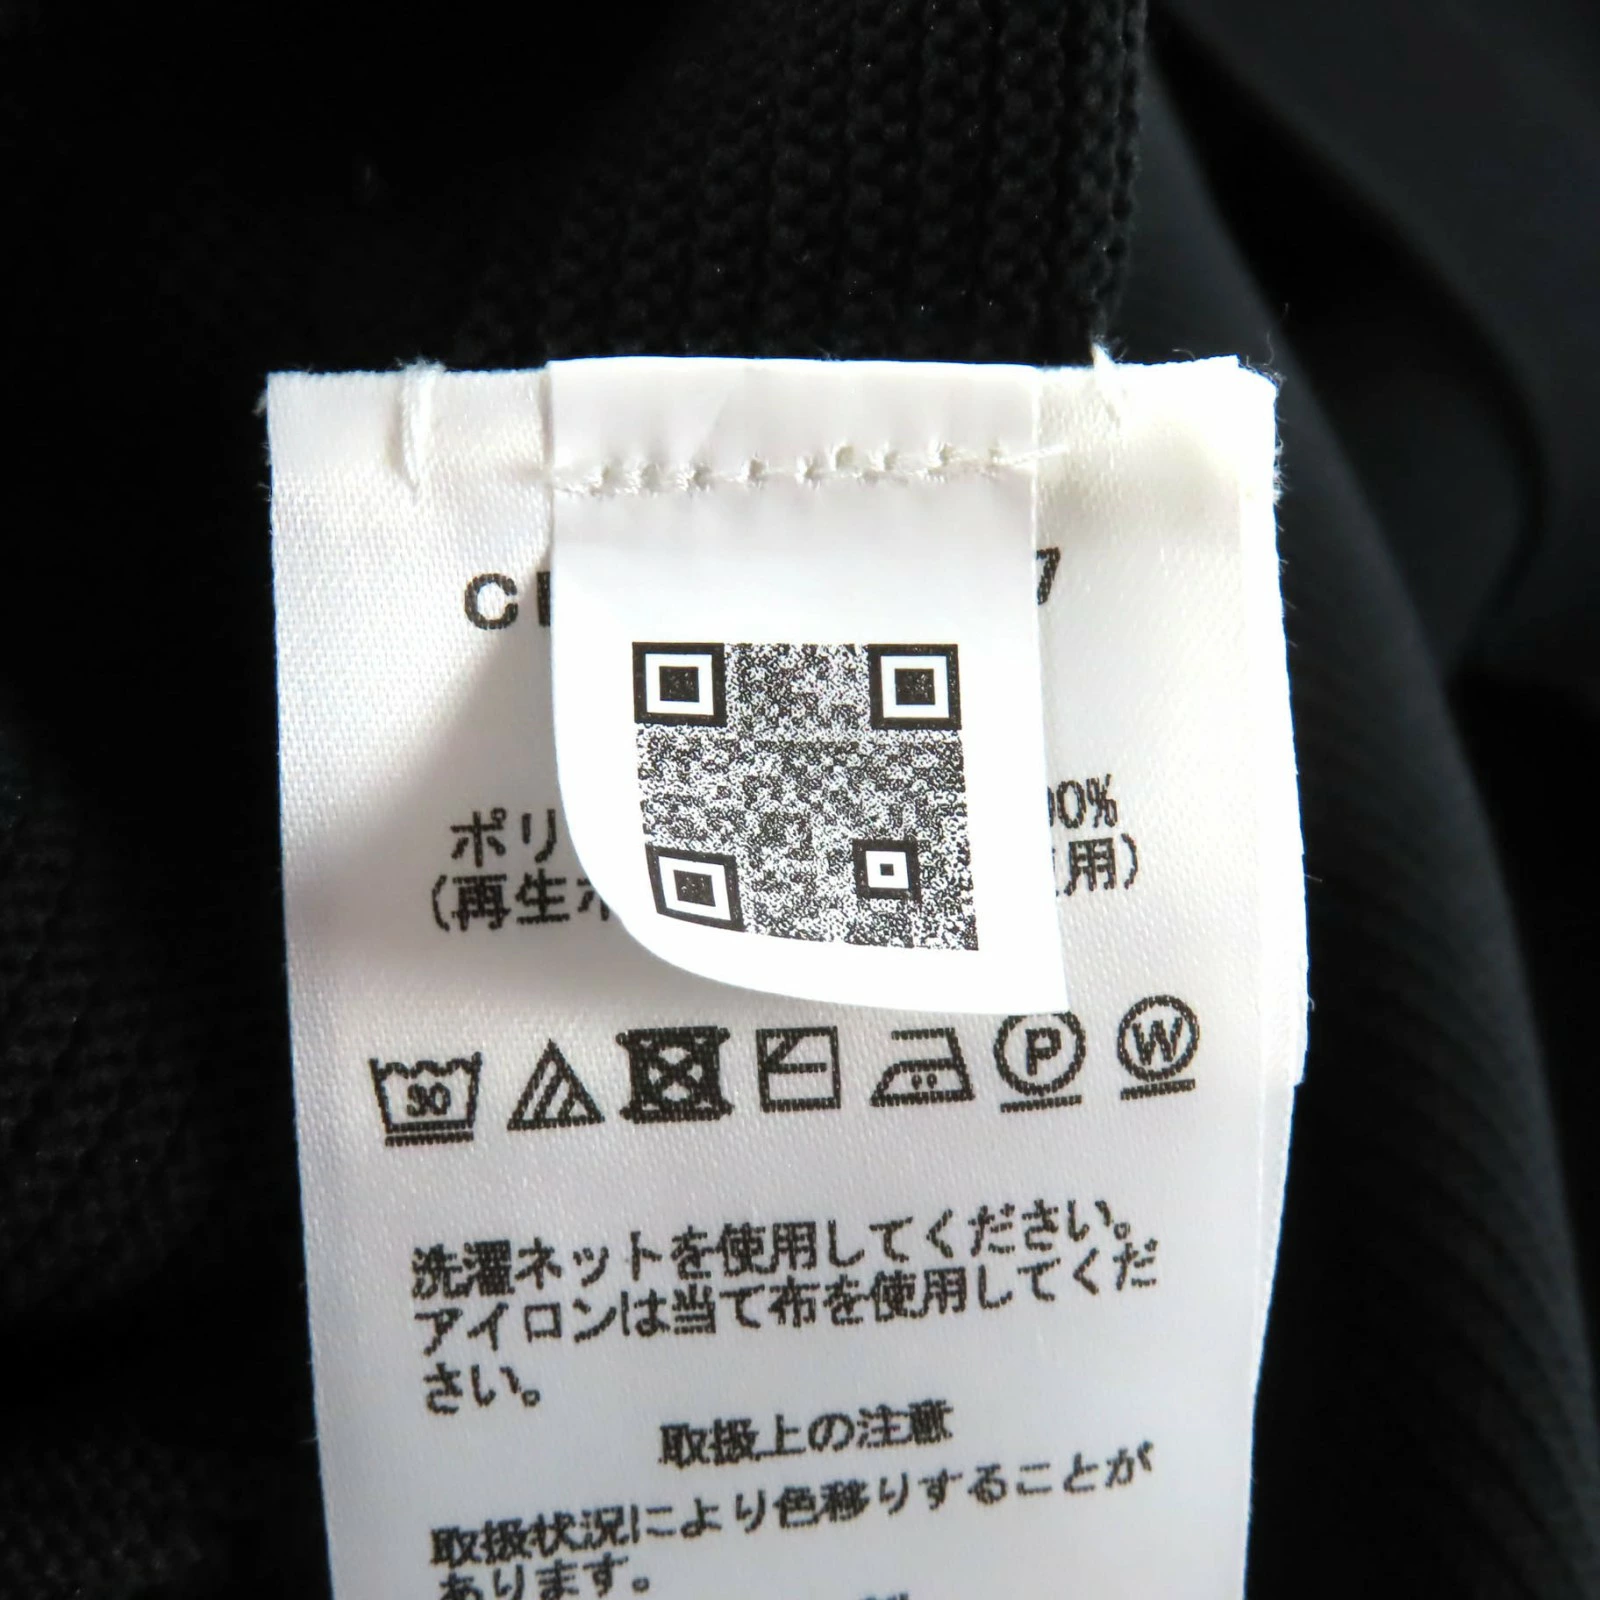 ポリ 00%
(再生ポ 使用)
30
P
W
洗濯ネットを使用してください。
アイロンは当て布を使用してくだ
さい。
取扱上の注意
取扱状況により色移りすることが
あります。